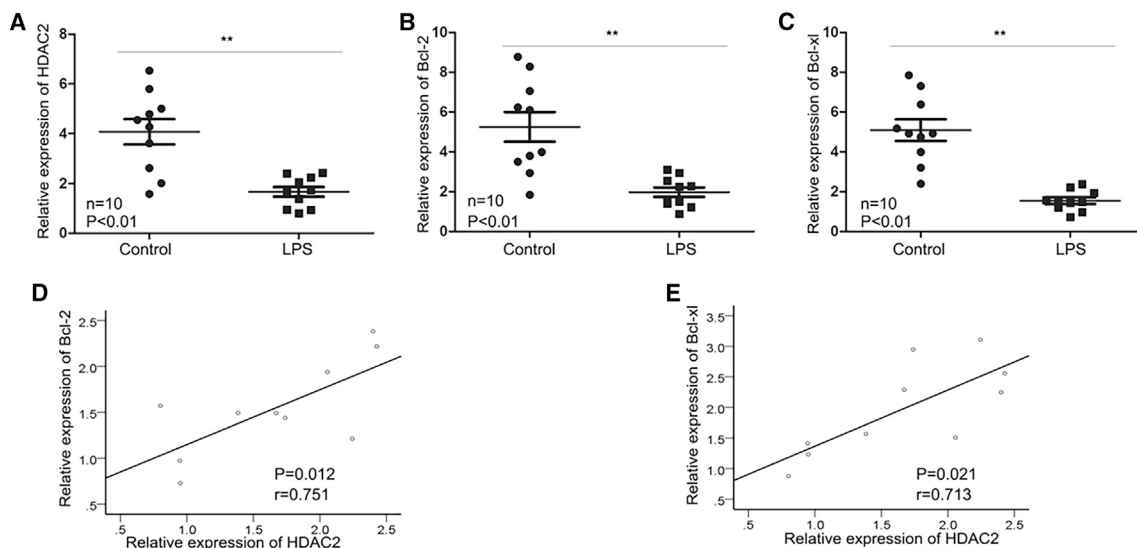 A
Relative expression of HDAC2
8
6
4
2
0
**
n=10
P<0.01
Control
LPS
B
Relative expression of Bcl-2
10
8
6
4
2
0
**
n=10
P<0.01
Control
LPS
C
Relative expression of Bcl-xl
10
8
6
4
2
0
**
n=10
P<0.01
Control
LPS
D
Relative expression of Bcl-2
2.5
2.0
1.5
1.0
.5
P=0.012
r=0.751
.5
1.0
1.5
2.0
2.5
Relative expression of HDAC2
E
Relative expression of Bcl-xl
3.5
3.0
2.5
2.0
1.5
1.0
.5
P=0.021
r=0.713
.5
1.0
1.5
2.0
2.5
Relative expression of HDAC2